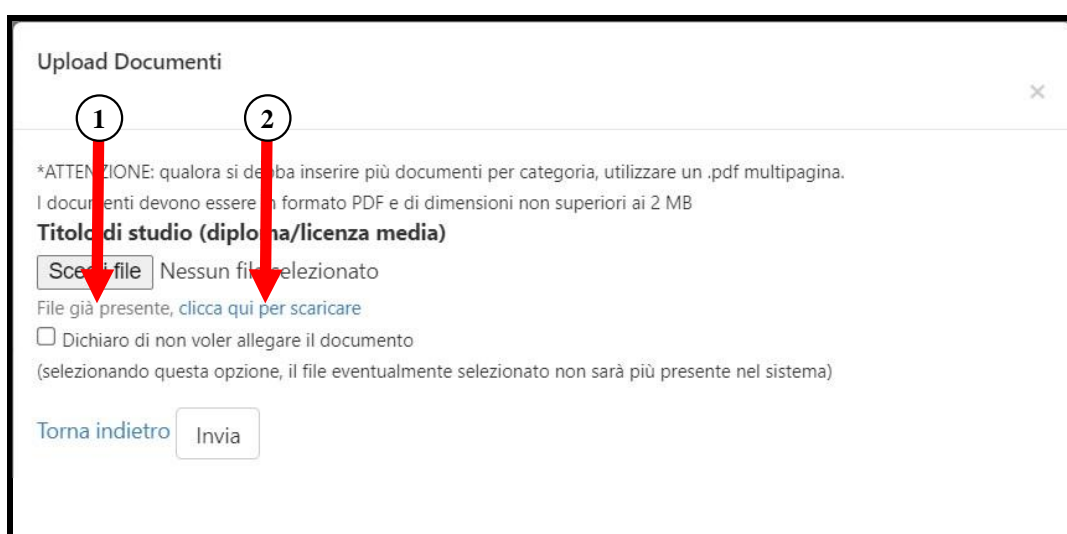 Upload Documenti
×
1 2
*ATTENZIONE: qualora si debba inserire più documenti per categoria, utilizzare un .pdf multipagina.
I documenti devono essere in formato PDF e di dimensioni non superiori ai 2 MB
Titolo di studio (diploma/licenza media)
Scegli file Nessun file selezionato
File già presente, clicca qui per scaricare
Dichiaro di non voler allegare il documento
(selezionando questa opzione, il file eventualmente selezionato non sarà più presente nel sistema)
Torna indietro Invia